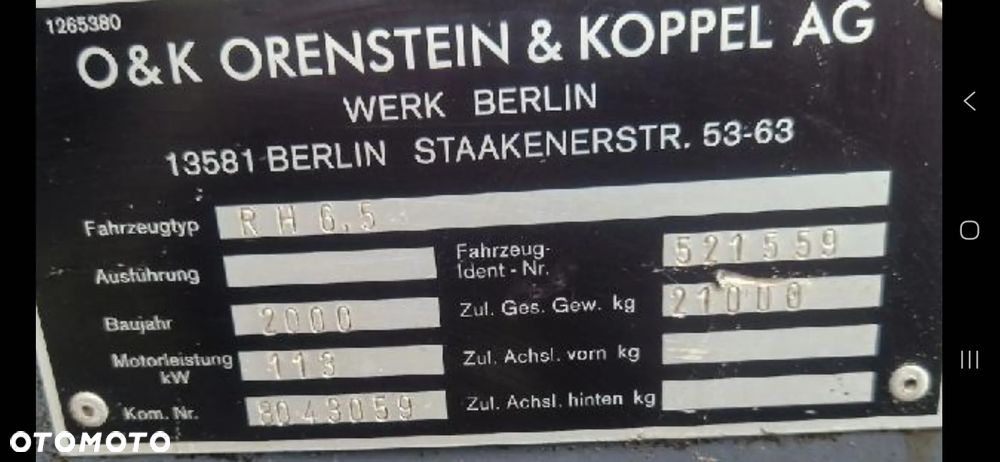 1265380
O&K ORENSTEIN & KOPPEL AG
WERK BERLIN
13581 BERLIN STAAKENERSTR. 53-63
Fahrzeugtyp RH 6,5
Ausführung
Fahrzeug-Ident-Nr. 521559
Baujahr 2000
Zul. Ges. Gew. kg 21000
Motorleistung kW 113
Zul. Achsl. vorn kg
Kom. Nr. 8043059
Zul. Achsl. hinten kg
OTOMOTO